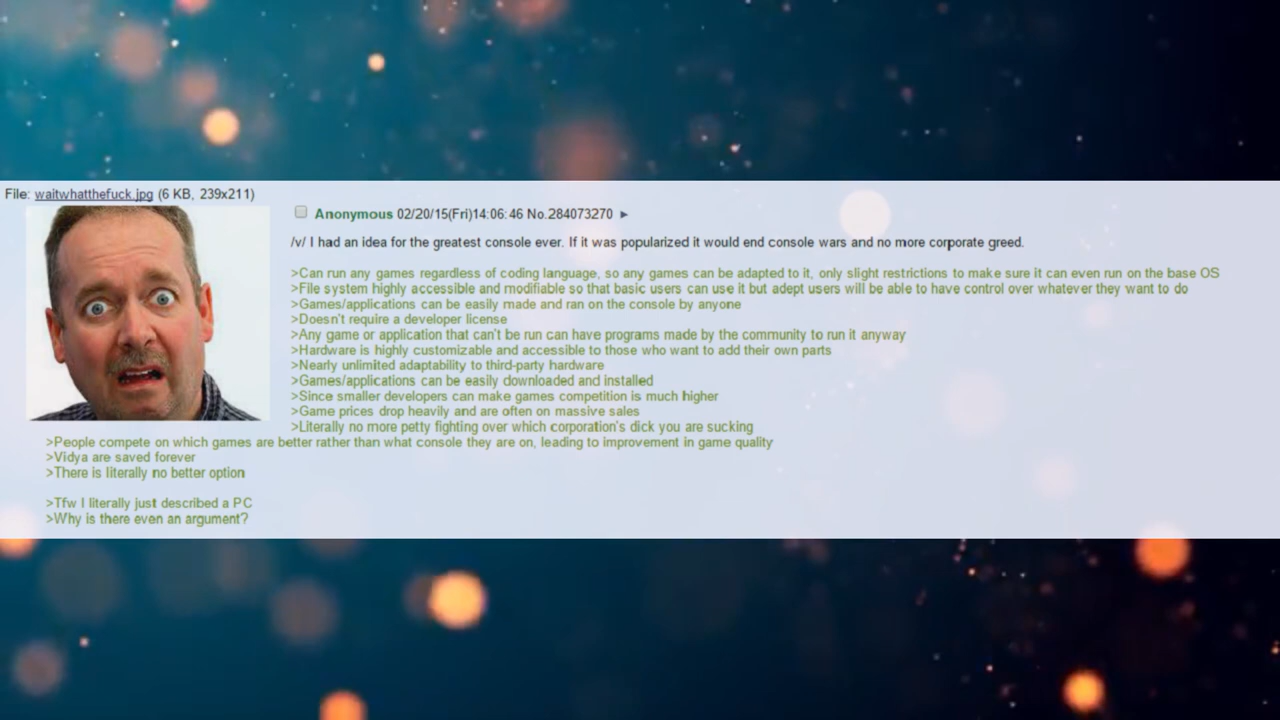 File: waitwhatthefuck.jpg (6 KB, 239x211)
Anonymous 02/20/15(Fri)14:06:46 No.284073270 ▶
/v/ I had an idea for the greatest console ever. If it was popularized it would end console wars and no more corporate greed.
>Can run any games regardless of coding language, so any games can be adapted to it, only slight restrictions to make sure it can even run on the base OS
>File system highly accessible and modifiable so that basic users can use it but adept users will be able to have control over whatever they want to do
>Games/applications can be easily made and ran on the console by anyone
>Doesn't require a developer license
>Any game or application that can't be run can have programs made by the community to run it anyway
>Hardware is highly customizable and accessible to those who want to add their own parts
>Nearly unlimited adaptability to third-party hardware
>Games/applications can be easily downloaded and installed
>Since smaller developers can make games competition is much higher
>Game prices drop heavily and are often on massive sales
>Literally no more petty fighting over which corporation's dick you are sucking
>People compete on which games are better rather than what console they are on, leading to improvement in game quality
>Vidya are saved forever
>There is literally no better option
>Tfw I literally just described a PC
>Why is there even an argument?